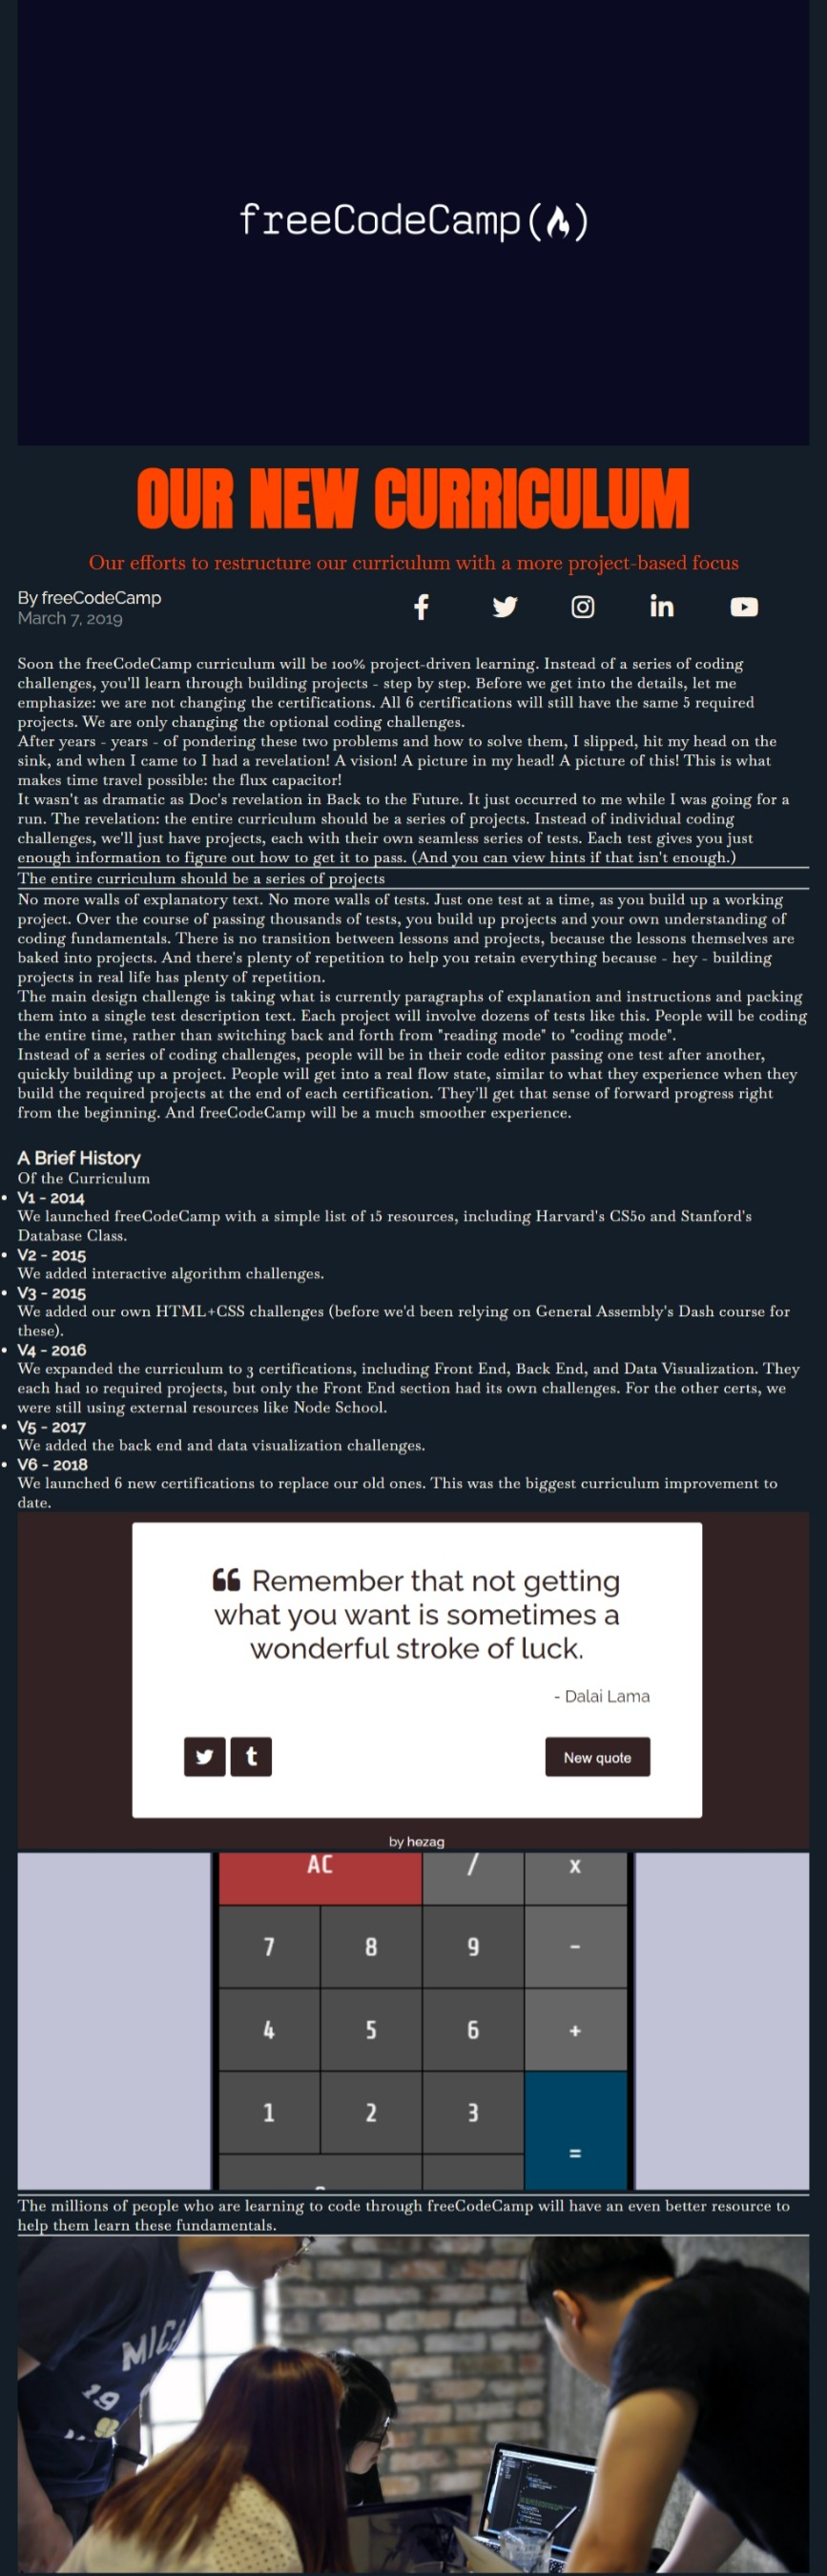 freeCodeCamp(🔥)
OUR NEW CURRICULUM
Our efforts to restructure our curriculum with a more project-based focus
By freeCodeCamp
March 7, 2019
Soon the freeCodeCamp curriculum will be 100% project-driven learning. Instead of a series of coding
challenges, you'll learn through building projects - step by step. Before we get into the details, let me
emphasize: we are not changing the certifications. All 6 certifications will still have the same 5 required
projects. We are only changing the optional coding challenges.
After years - years - of pondering these two problems and how to solve them, I slipped, hit my head on the
sink, and when I came to I had a revelation! A vision! A picture in my head! A picture of this! This is what
makes time travel possible: the flux capacitor!
It wasn't as dramatic as Doc's revelation in Back to the Future. It just occurred to me while I was going for a
run. The revelation: the entire curriculum should be a series of projects. Instead of individual coding
challenges, we'll just have projects, each with their own seamless series of tests. Each test gives you just
enough information to figure out how to get it to pass. (And you can view hints if that isn't enough.)
The entire curriculum should be a series of projects
No more walls of explanatory text. No more walls of tests. Just one test at a time, as you build up a working
project. Over the course of passing thousands of tests, you build up projects and your own understanding of
coding fundamentals. There is no transition between lessons and projects, because the lessons themselves are
baked into projects. And there's plenty of repetition to help you retain everything because - hey - building
projects in real life has plenty of repetition.
The main design challenge is taking what is currently paragraphs of explanation and instructions and packing
them into a single test description text. Each project will involve dozens of tests like this. People will be coding
the entire time, rather than switching back and forth from "reading mode" to "coding mode".
Instead of a series of coding challenges, people will be in their code editor passing one test after another,
quickly building up a project. People will get into a real flow state, similar to what they experience when they
build the required projects at the end of each certification. They'll get that sense of forward progress right
from the beginning. And freeCodeCamp will be a much smoother experience.
A Brief History
Of the Curriculum
• V1 - 2014
We launched freeCodeCamp with a simple list of 15 resources, including Harvard's CS50 and Stanford's
Database Class.
• V2 - 2015
We added interactive algorithm challenges.
• V3 - 2015
We added our own HTML+CSS challenges (before we'd been relying on General Assembly's Dash course for
these).
• V4 - 2016
We expanded the curriculum to 3 certifications, including Front End, Back End, and Data Visualization. They
each had 10 required projects, but only the Front End section had its own challenges. For the other certs, we
were still using external resources like Node School.
• V5 - 2017
We added the back end and data visualization challenges.
• V6 - 2018
We launched 6 new certifications to replace our old ones. This was the biggest curriculum improvement to
date.
“ Remember that not getting
what you want is sometimes a
wonderful stroke of luck.
- Dalai Lama
New quote
by hezag
AC / x
7 8 9 -
4 5 6 +
1 2 3
=
The millions of people who are learning to code through freeCodeCamp will have an even better resource to
help them learn these fundamentals.
19